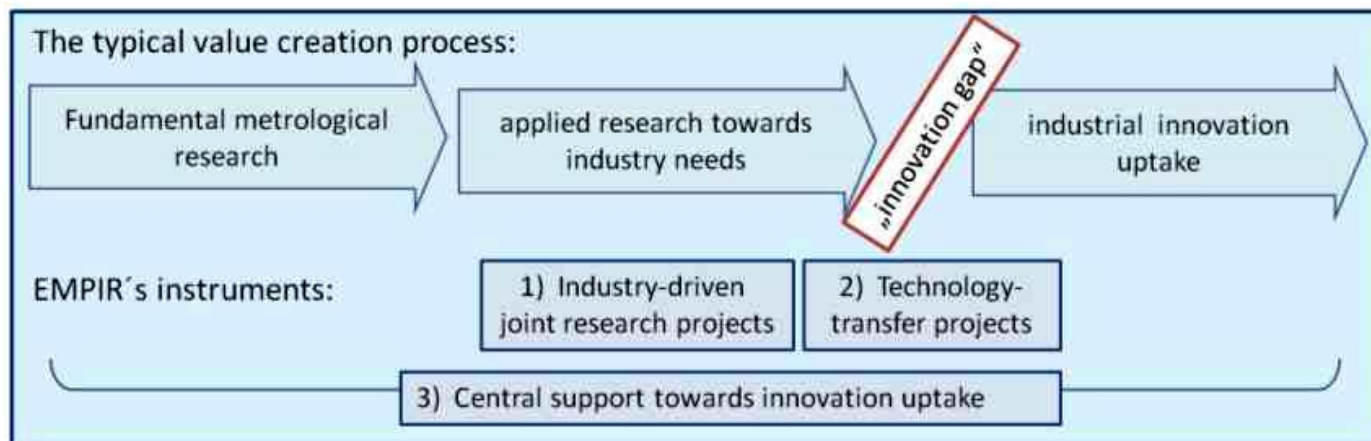 The typical value creation process:
Fundamental metrological
research
applied research towards
industry needs
„innovation gap“
industrial innovation
uptake
EMPIR´s instruments:
1) Industry-driven
joint research projects
2) Technology-
transfer projects
3) Central support towards innovation uptake